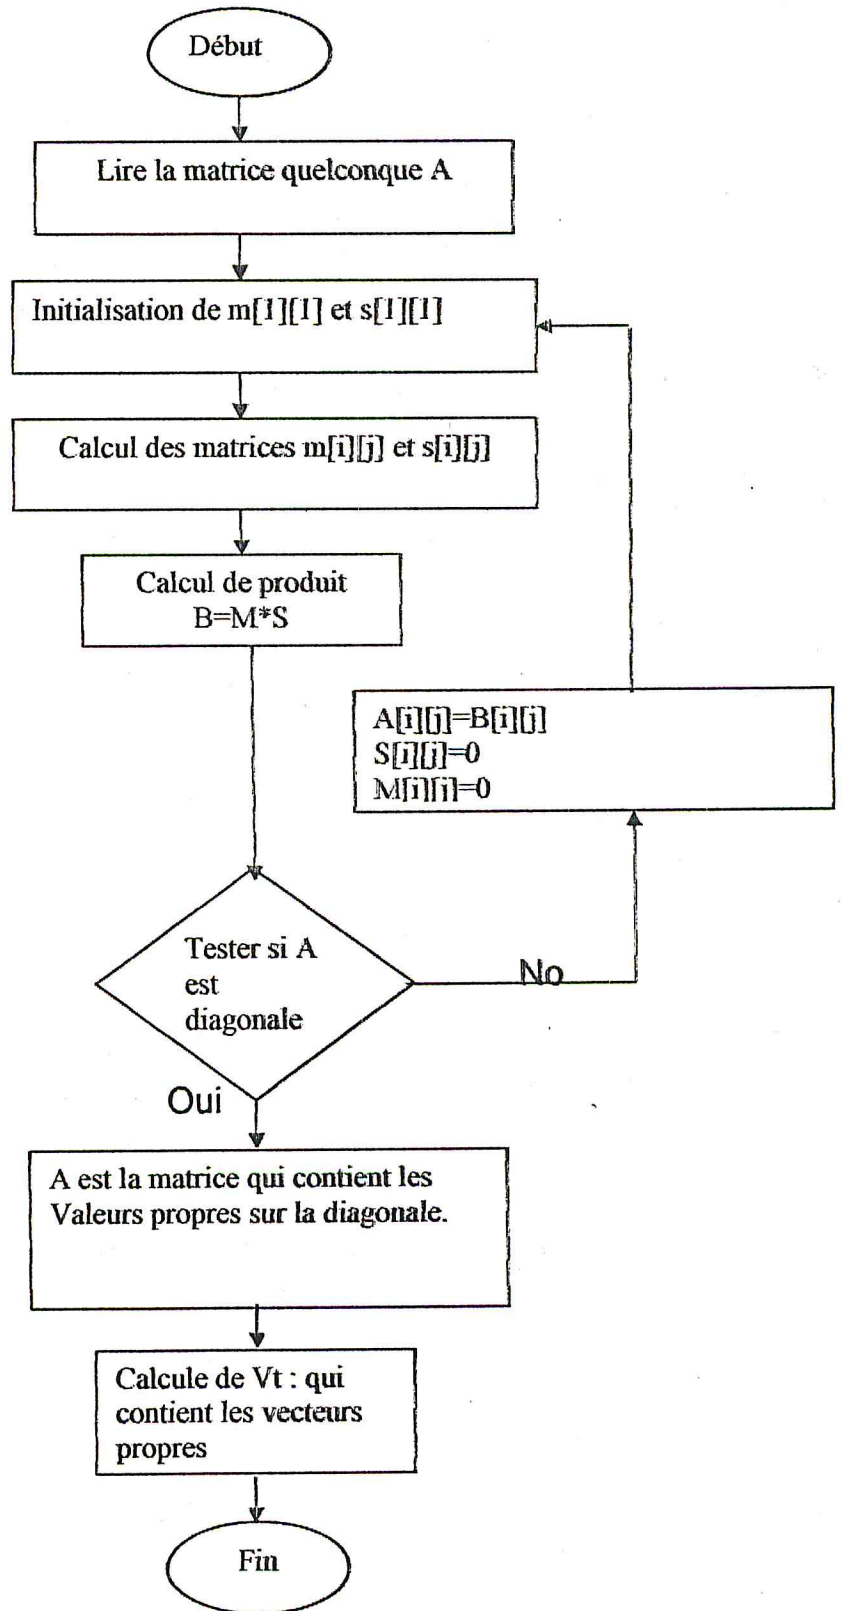 Début
Lire la matrice quelconque A
Initialisation de m[1][1] et s[1][1]
Calcul des matrices m[i][j] et s[i][j]
Calcul de produit
B=M*S
A[i][j]=B[i][j]
S[i][j]=0
M[i][j]=0
Tester si A
est
diagonale
No
Oui
A est la matrice qui contient les
Valeurs propres sur la diagonale.
Calcule de Vt : qui
contient les vecteurs
propres
Fin